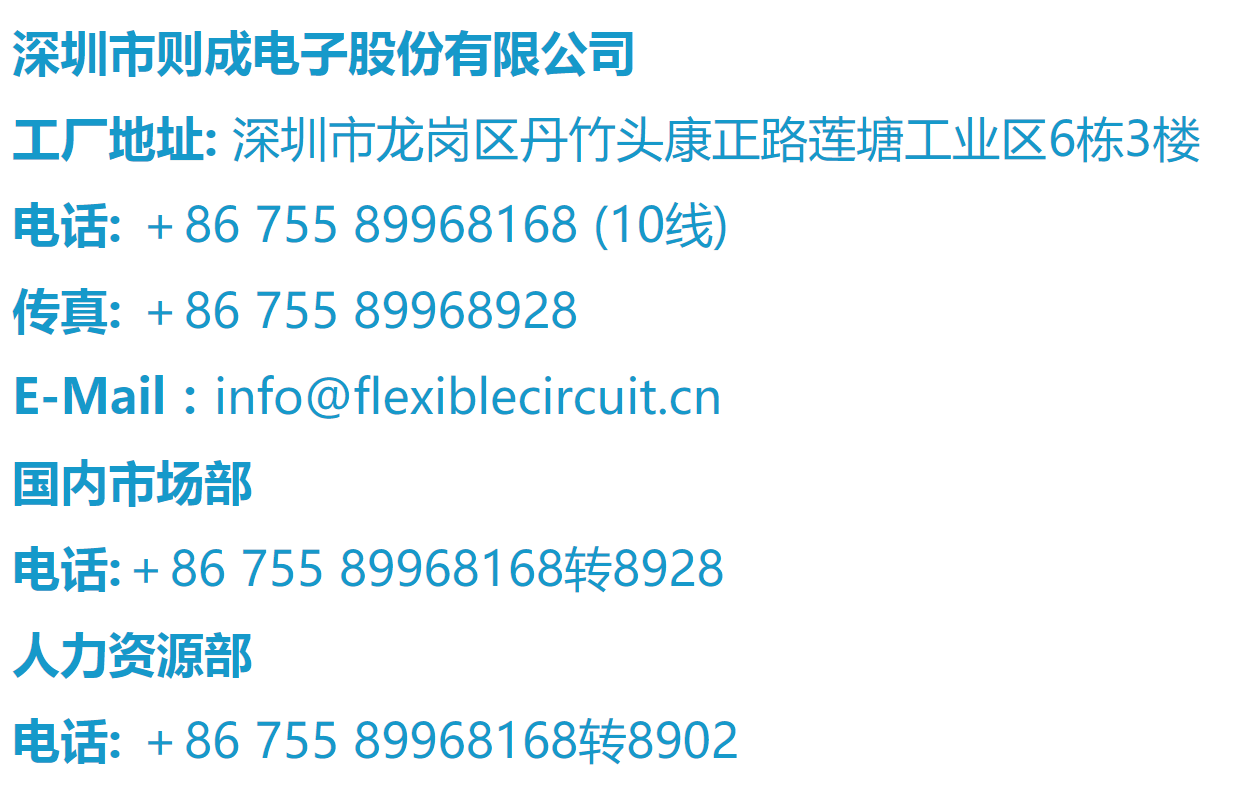 深圳市则成电子股份有限公司
工厂地址: 深圳市龙岗区丹竹头康正路莲塘工业区6栋3楼
电话: ＋86 755 89968168 (10线)
传真: ＋86 755 89968928
E-Mail：info@flexiblecircuit.cn
国内市场部
电话:＋86 755 89968168转8928
人力资源部
电话: ＋86 755 89968168转8902